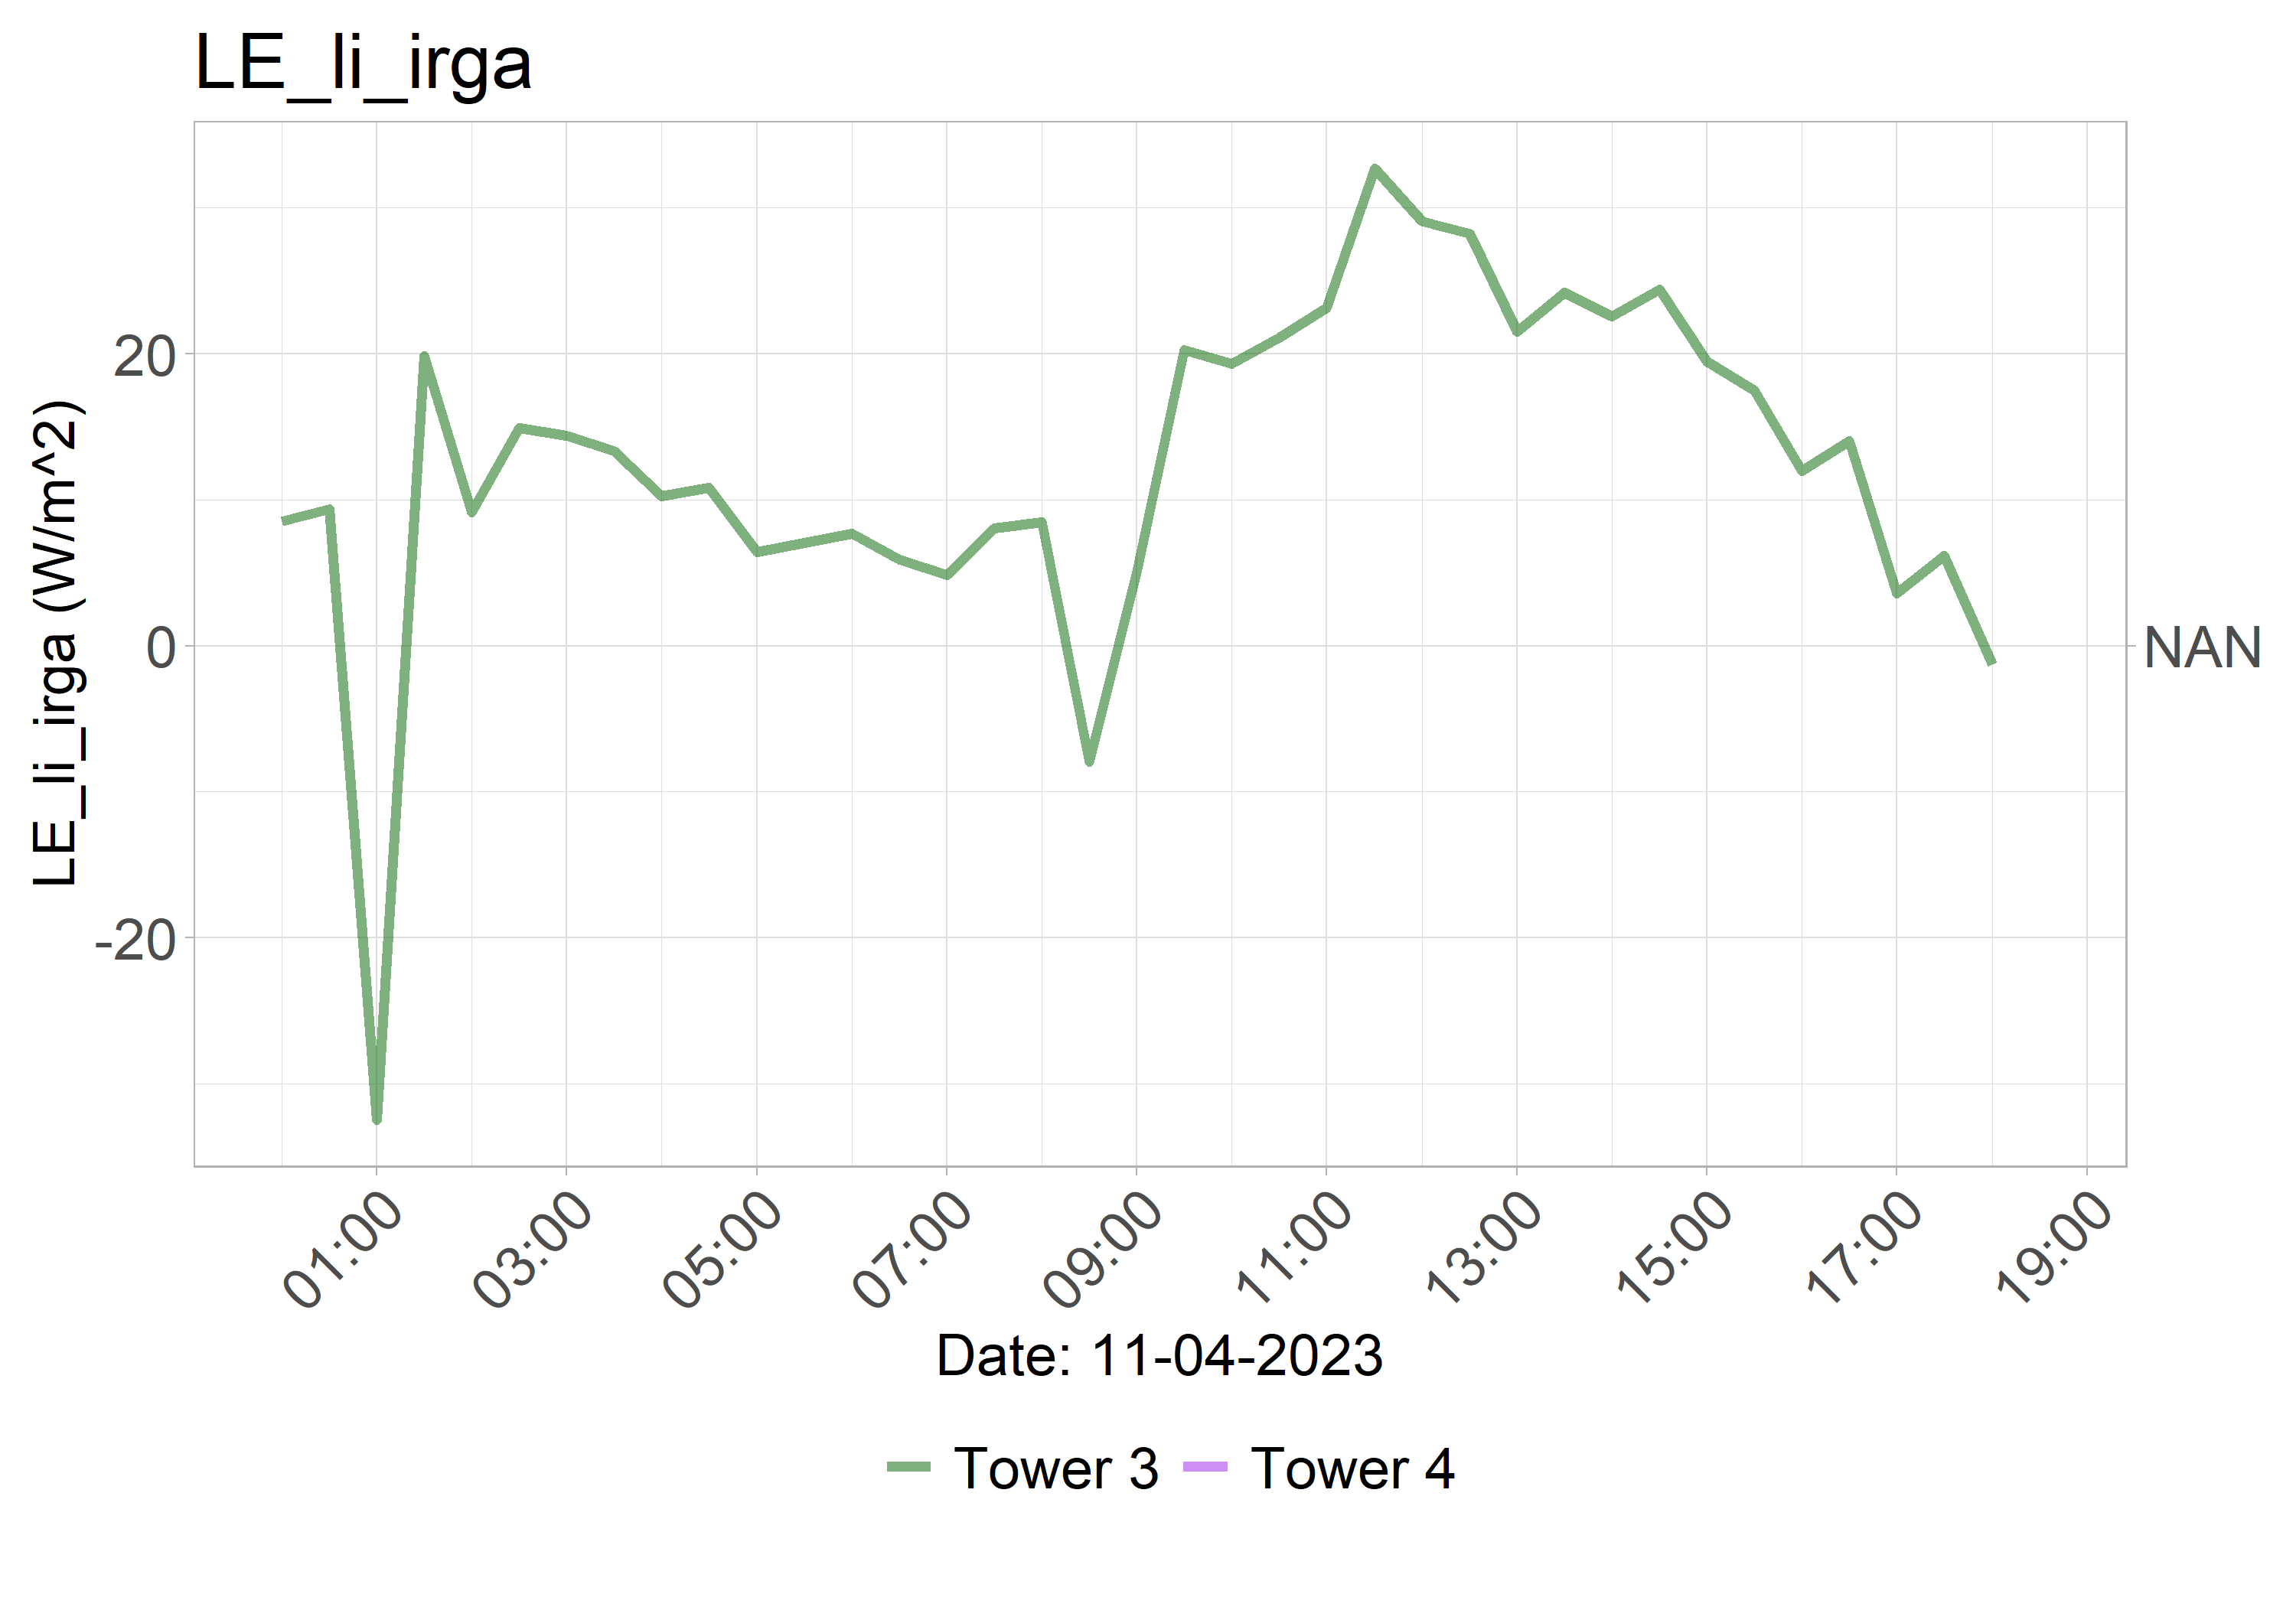 LE_li_irga
LE_li_irga (W/m^2)
20
0
-20
NAN
01:00
03:00
05:00
07:00
09:00
11:00
13:00
15:00
17:00
19:00
Date: 11-04-2023
Tower 3
Tower 4